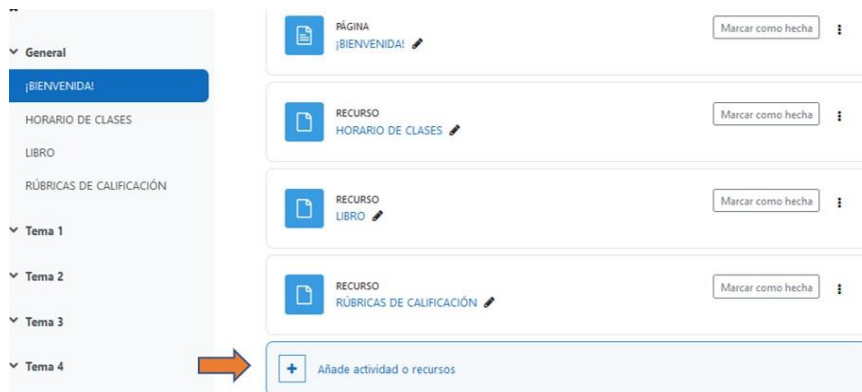 General
¡BIENVENIDA!
HORARIO DE CLASES
LIBRO
RÚBRICAS DE CALIFICACIÓN
Tema 1
Tema 2
Tema 3
Tema 4
PÁGINA
¡BIENVENIDA!
Marcar como hecha
RECURSO
HORARIO DE CLASES
Marcar como hecha
RECURSO
LIBRO
Marcar como hecha
RECURSO
RÚBRICAS DE CALIFICACIÓN
Marcar como hecha
Añade actividad o recursos